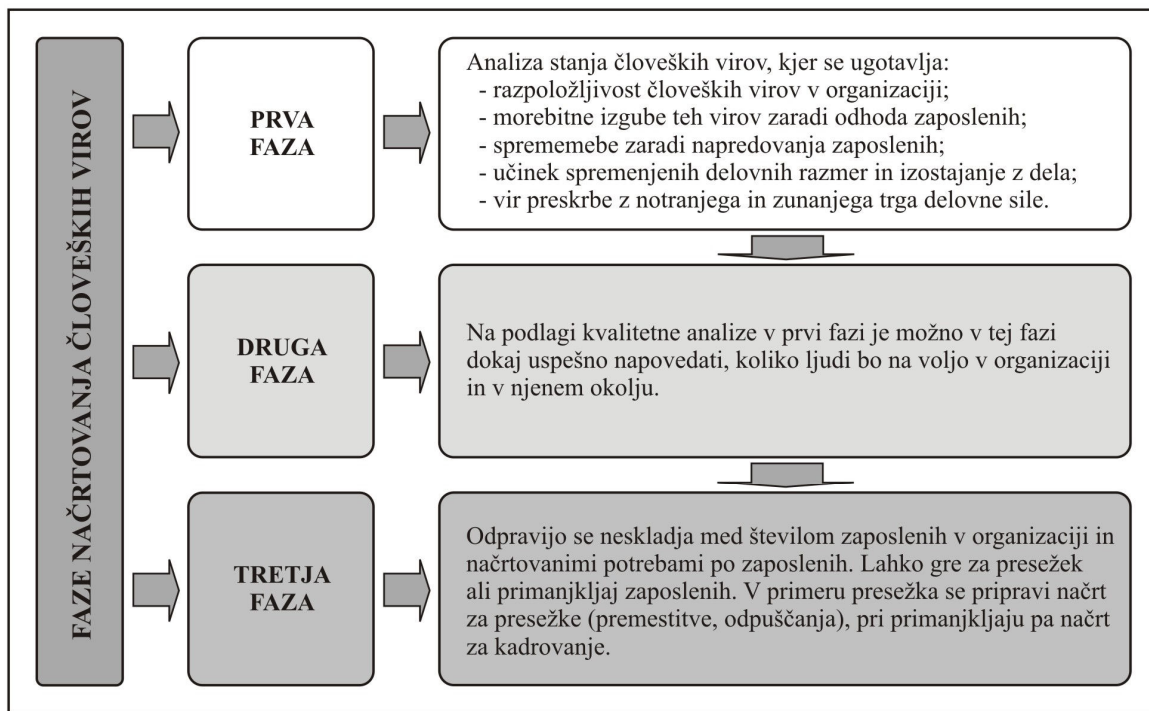 FAZE NAČRTOVANJA ČLOVEŠKIH VIROV
PRVA
FAZA
Analiza stanja človeških virov, kjer se ugotavlja:
- razpoložljivost človeških virov v organizaciji;
- morebitne izgube teh virov zaradi odhoda zaposlenih;
- sprememebe zaradi napredovanja zaposlenih;
- učinek spremenjenih delovnih razmer in izostajanje z dela;
- vir preskrbe z notranjega in zunanjega trga delovne sile.
DRUGA
FAZA
Na podlagi kvalitetne analize v prvi fazi je možno v tej fazi
dokaj uspešno napovedati, koliko ljudi bo na voljo v organizaciji
in v njenem okolju.
TRETJA
FAZA
Odpravijo se neskladja med številom zaposlenih v organizaciji in
načrtovanimi potrebami po zaposlenih. Lahko gre za presežek
ali primanjkljaj zaposlenih. V primeru presežka se pripravi načrt
za presežke (premestitve, odpuščanja), pri primanjkljaju pa načrt
za kadrovanje.